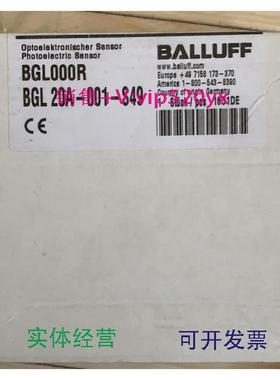 Optoelektronischer Sensor
Photoelectric Sensor
BALLUFF
BGL000R
BGL 20A-001-S49
CE
www.balluff.com
Europe +49 7158 173-370
America 1-800-543-8390
Country of origin Germany
1DE
实体经营
可开发票